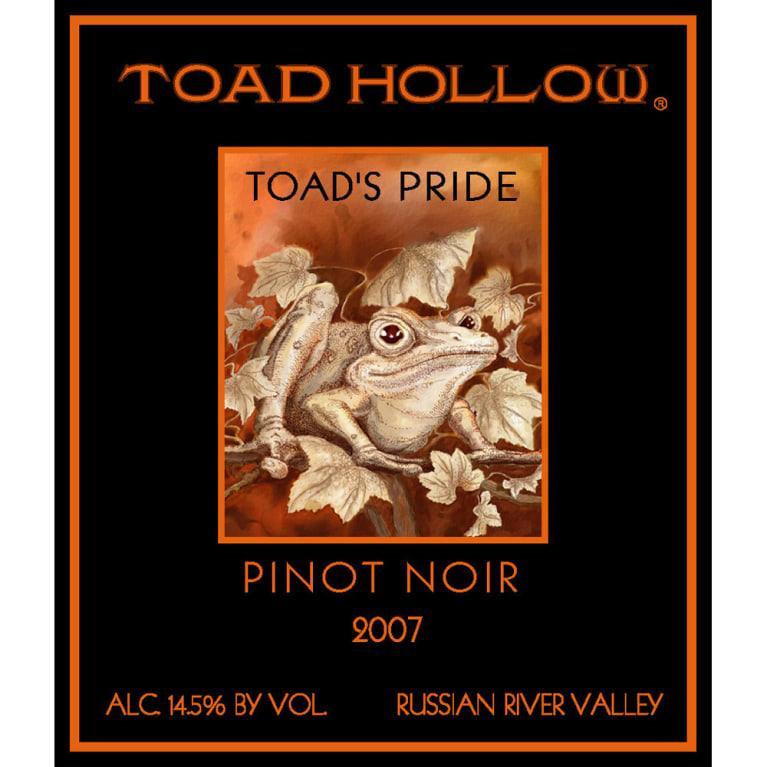 TOAD HOLLOW®
TOAD'S PRIDE
PINOT NOIR
2007
ALC. 14.5% BY VOL. RUSSIAN RIVER VALLEY